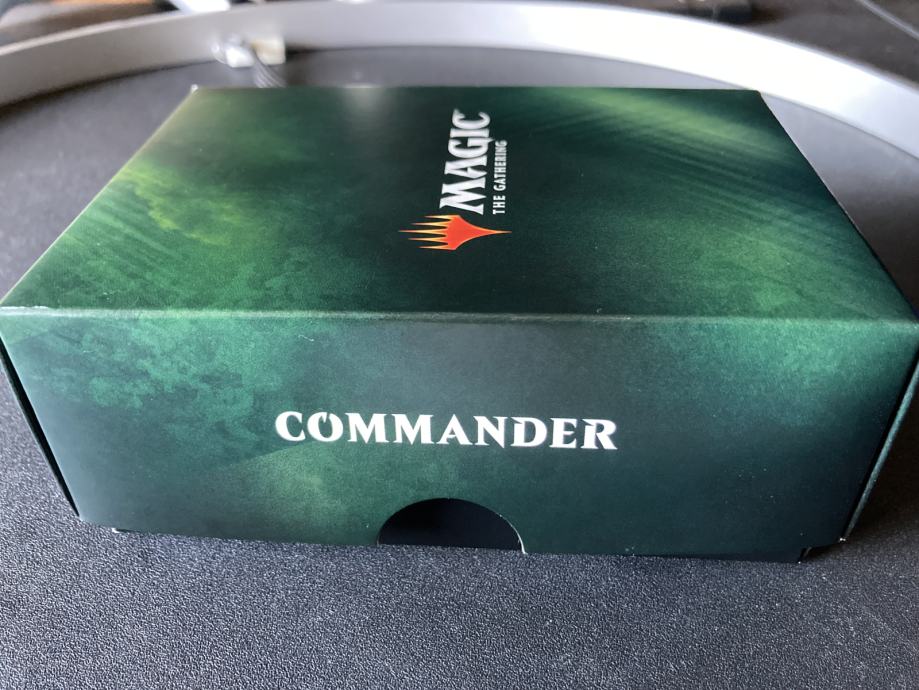 MAGIC
THE GATHERING
COMMANDER